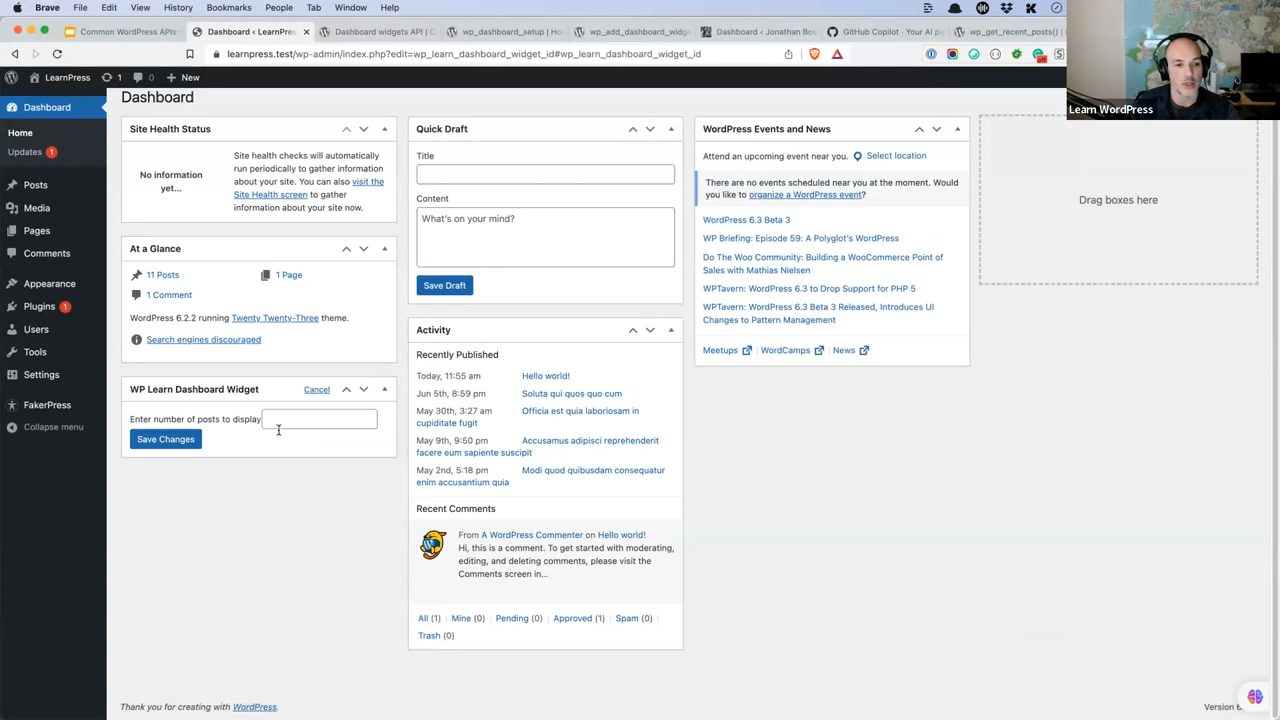 Brave File Edit View History Bookmarks People Tab Window Help
Common WordPress APIs:
Dashboard ‹ LearnPres
Dashboard widgets API | C
wp_dashboard_setup | Ho
wp_add_dashboard_widg
Dashboard ‹ Jonathan Bo
GitHub Copilot · Your AI pa
wp_get_recent_posts() |
learnpress.test/wp-admin/index.php?edit=wp_learn_dashboard_widget_id#wp_learn_dashboard_widget_id
LearnPress 1 0 New
Learn WordPress
Dashboard
Home
Updates 1
Posts
Media
Pages
Comments
Appearance
Plugins 1
Users
Tools
Settings
FakerPress
Collapse menu
Dashboard
Site Health Status
No information
yet...
Site health checks will automatically
run periodically to gather information
about your site. You can also visit the
Site Health screen to gather
information about your site now.
At a Glance
11 Posts
1 Page
1 Comment
WordPress 6.2.2 running Twenty Twenty-Three theme.
Search engines discouraged
WP Learn Dashboard Widget
Cancel
Enter number of posts to display
Save Changes
Quick Draft
Title
Content
What's on your mind?
Save Draft
Activity
Recently Published
Today, 11:55 am Hello world!
Jun 5th, 8:59 pm Soluta qui quos quo cum
May 30th, 3:27 am Officia est quia laboriosam in
cupiditate fugit
May 9th, 9:50 pm Accusamus adipisci reprehenderit
facere eum sapiente suscipit
May 2nd, 5:18 pm Modi quod quibusdam consequatur
enim accusantium quia
Recent Comments
From A WordPress Commenter on Hello world!
Hi, this is a comment. To get started with moderating,
editing, and deleting comments, please visit the
Comments screen in...
All (1) | Mine (0) | Pending (0) | Approved (1) | Spam (0) |
Trash (0)
WordPress Events and News
Attend an upcoming event near you. Select location
There are no events scheduled near you at the moment. Would
you like to organize a WordPress event?
WordPress 6.3 Beta 3
WP Briefing: Episode 59: A Polyglot's WordPress
Do The Woo Community: Building a WooCommerce Point of
Sales with Mathias Nielsen
WPTavern: WordPress 6.3 to Drop Support for PHP 5
WPTavern: WordPress 6.3 Beta 3 Released, Introduces UI
Changes to Pattern Management
Meetups | WordCamps | News
Drag boxes here
Thank you for creating with WordPress.
Version